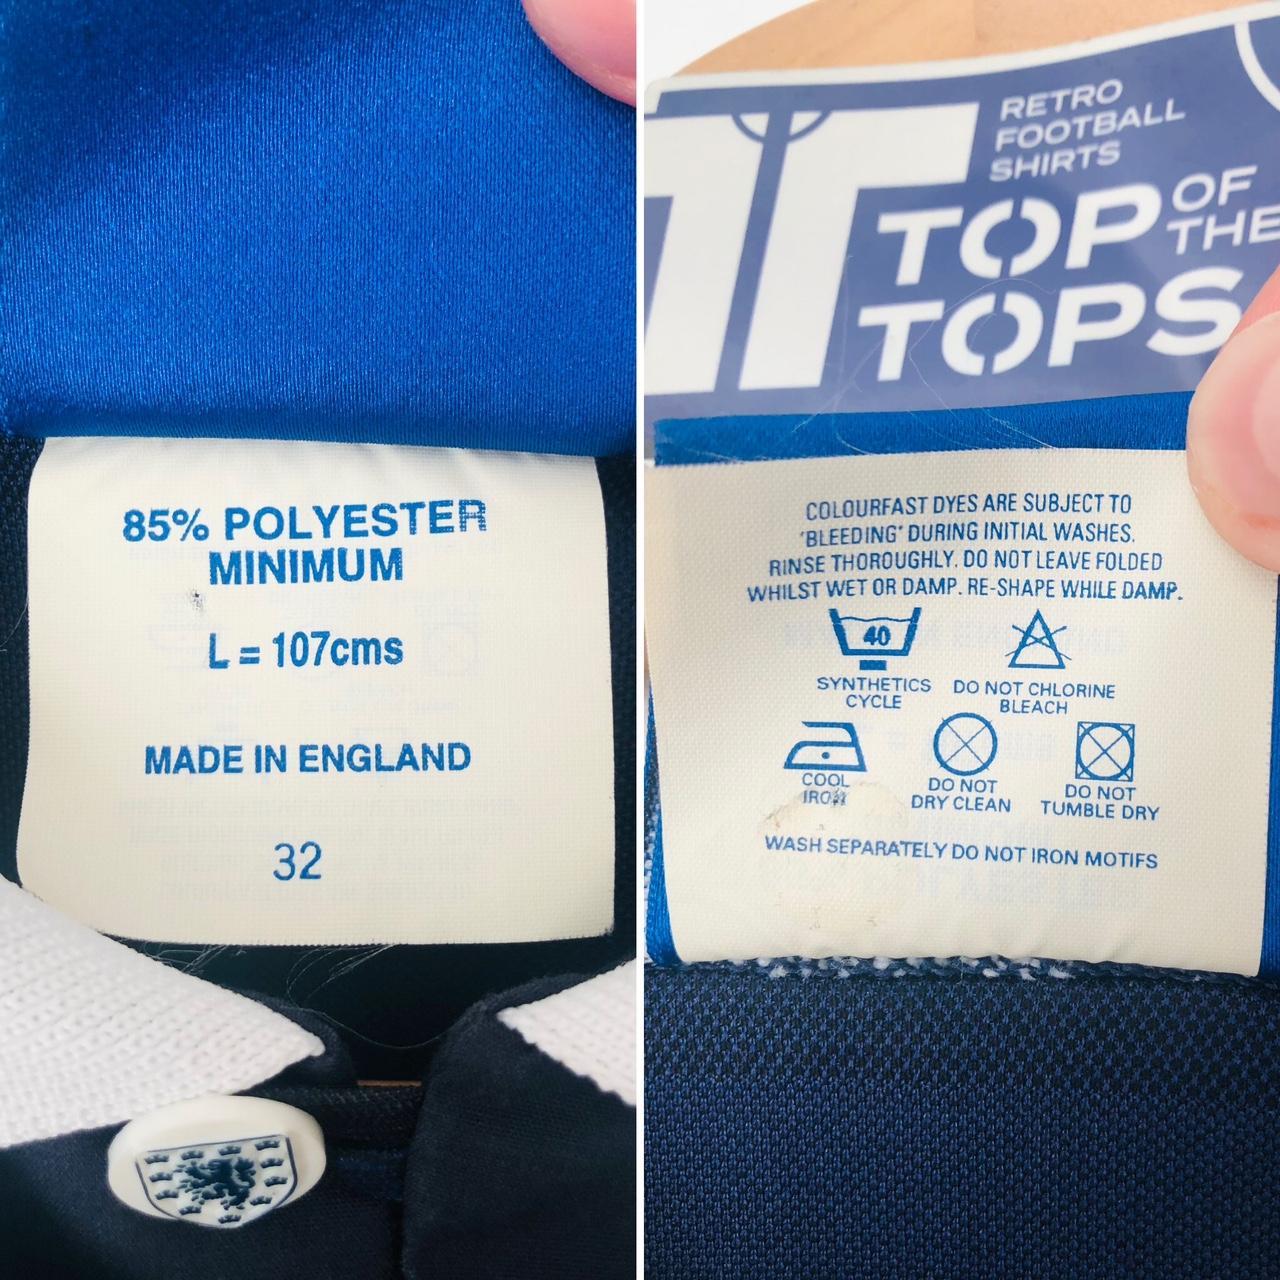 85% POLYESTER
MINIMUM
L = 107cms
MADE IN ENGLAND
32
RETRO
FOOTBALL
SHIRTS
TOP OF THE
TOPS
COLOURFAST DYES ARE SUBJECT TO
'BLEEDING' DURING INITIAL WASHES.
RINSE THOROUGHLY. DO NOT LEAVE FOLDED
WHILST WET OR DAMP. RE-SHAPE WHILE DAMP.
40
SYNTHETICS
CYCLE
DO NOT CHLORINE
BLEACH
COOL
IRON
DO NOT
DRY CLEAN
DO NOT
TUMBLE DRY
WASH SEPARATELY DO NOT IRON MOTIFS